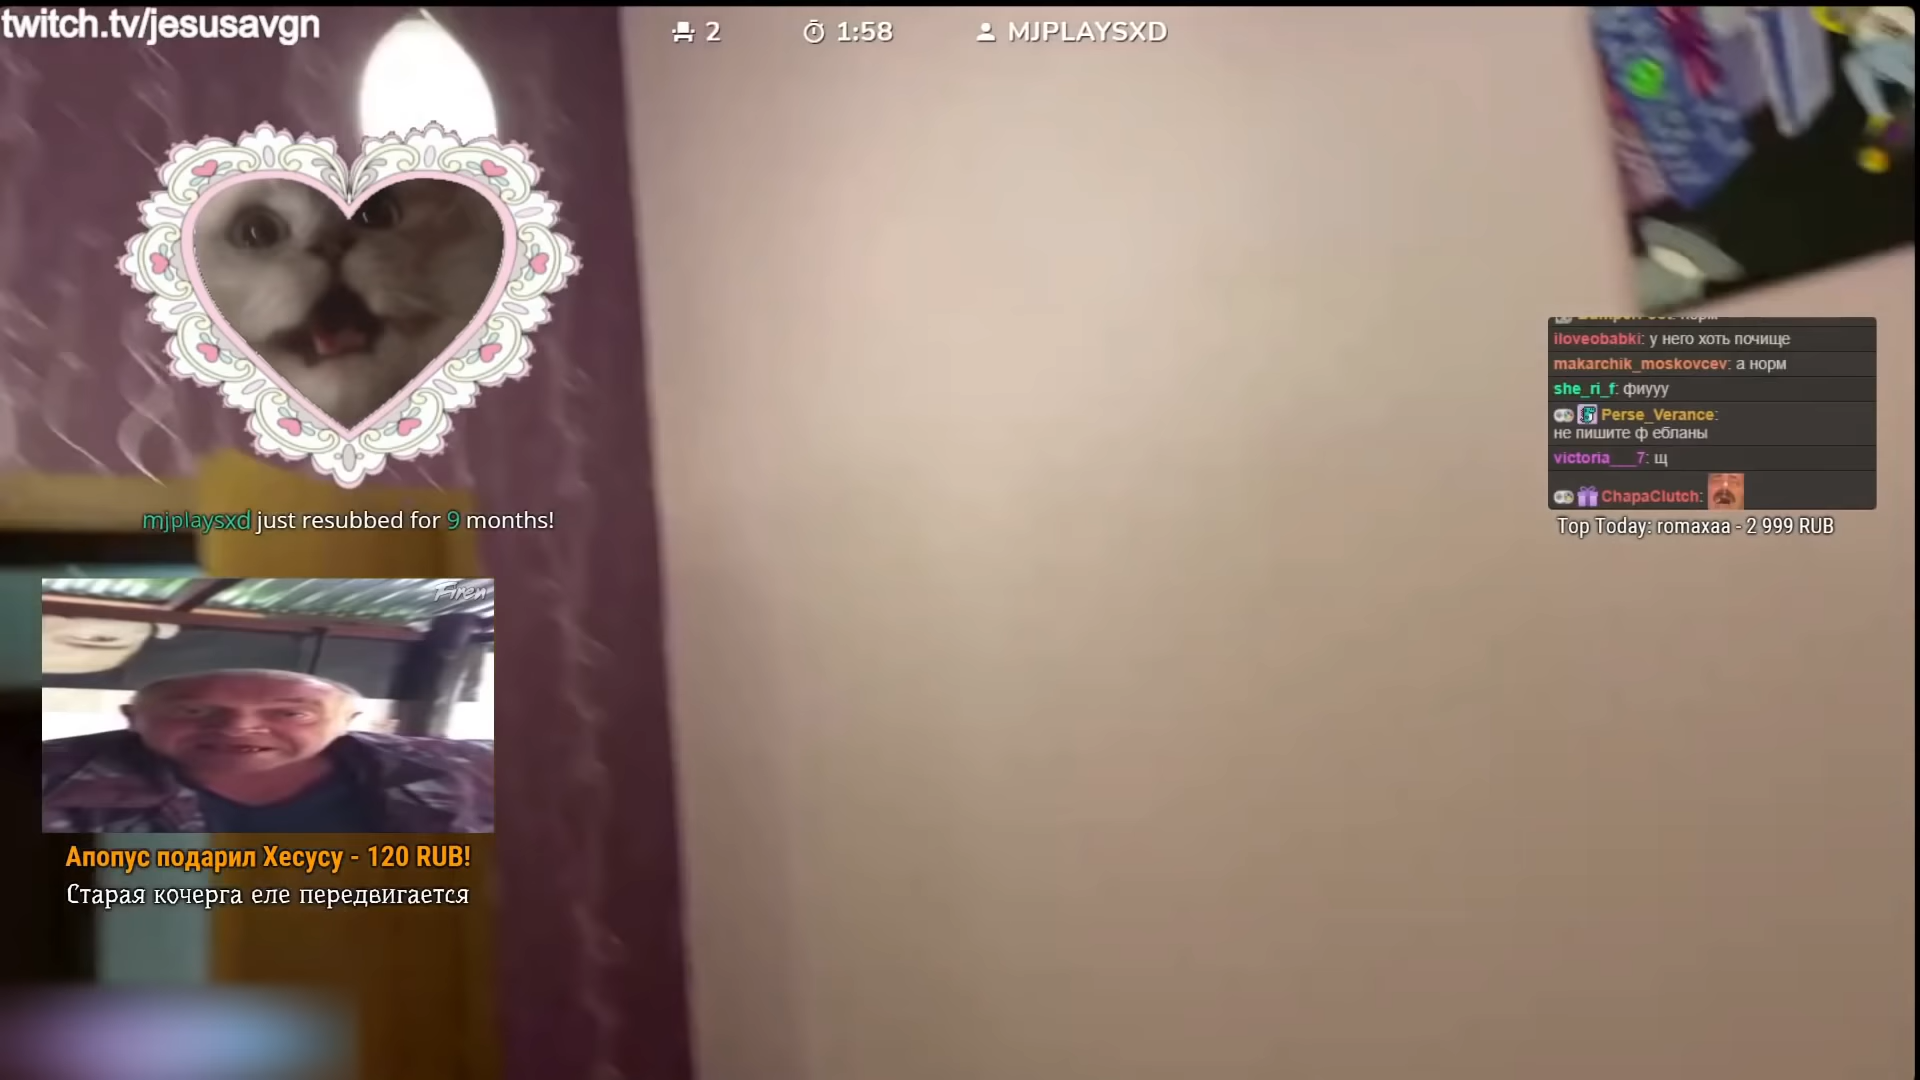 twitch.tv/jesusavgn
2
1:58
MJPLAYSXD
iloveobabki: у него хоть почище
makarchik_moskovcev: а норм
she_ri_f: фиууу
Perse_Verance:
не пишите ф ебланы
victoria___7: щ
ChapaClutch:
Top Today: romaxaa - 2 999 RUB
mjplaysxd just resubbed for 9 months!
Firen
Апопус подарил Хесусу - 120 RUB!
Старая кочерга еле передвигается